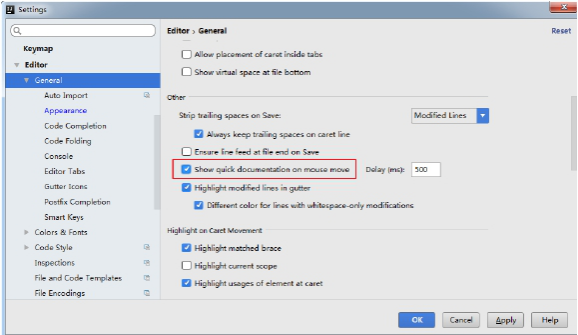 Settings
Editor › General
Reset
Keymap
Editor
General
Auto Import
Appearance
Code Completion
Code Folding
Console
Editor Tabs
Gutter Icons
Postfix Completion
Smart Keys
Colors & Fonts
Code Style
Inspections
File and Code Templates
File Encodings
Allow placement of caret inside tabs
Show virtual space at file bottom
Other
Strip trailing spaces on Save: Modified Lines
Always keep trailing spaces on caret line
Ensure line feed at file end on Save
Show quick documentation on mouse move Delay (ms): 500
Highlight modified lines in gutter
Different color for lines with whitespace-only modifications
Highlight on Caret Movement
Highlight matched brace
Highlight current scope
Highlight usages of element at caret
OK Cancel Apply Help